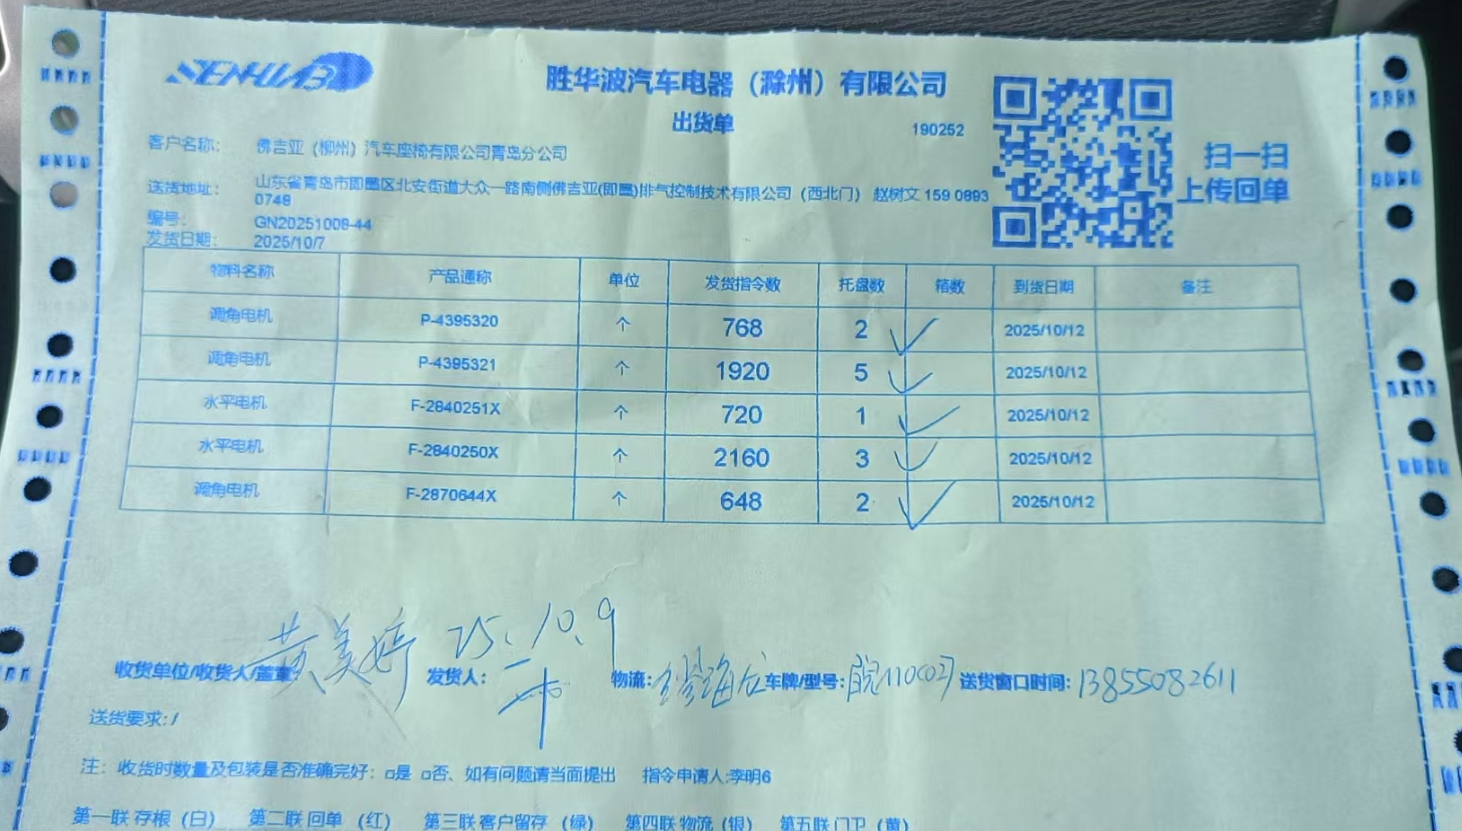 SENHUAB
胜华波汽车电器（滁州）有限公司
出货单
190252
扫一扫
上传回单
客户名称： 佛吉亚（柳州）汽车座椅有限公司青岛分公司
送货地址： 山东省青岛市即墨区北安街道大众一路南侧佛吉亚(即墨)排气控制技术有限公司（西北门） 赵树文 159 0893
0748
编号： GN20251008-44
发货日期： 2025/10/7
物料名称 产品通称 单位 发货指令数 托盘数 箱数 到货日期 备注
调角电机 P-4395320 个 768 2 ✓ 2025/10/12
调角电机 P-4395321 个 1920 5 ✓ 2025/10/12
水平电机 F-2840251X 个 720 1 ✓ 2025/10/12
水平电机 F-2840250X 个 2160 3 ✓ 2025/10/12
调角电机 F-2870644X 个 648 2 ✓ 2025/10/12
黄美婷 25.10.9
收货单位/收货人/盖章 发货人： 物流： 车牌/型号： 送货窗口时间：13855082611
送货要求：/
注：收货时数量及包装是否准确完好：□是 □否、如有问题请当面提出 指令申请人:李明6
第一联 存根（白） 第二联 回单 （红） 第三联 客户留存（绿） 第四联 物流（银） 第五联 门卫（黄）